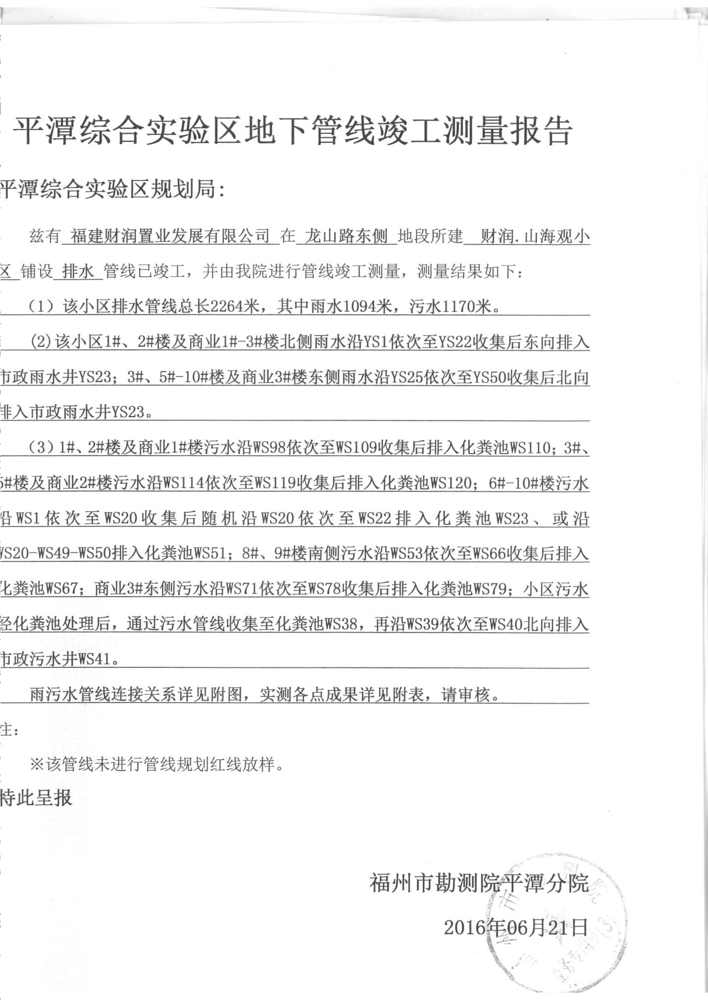 平潭综合实验区地下管线竣工测量报告
平潭综合实验区规划局：
兹有 福建财润置业发展有限公司 在 龙山路东侧 地段所建 财润.山海观小
区 铺设 排水 管线已竣工，并由我院进行管线竣工测量，测量结果如下：
（1）该小区排水管线总长2264米，其中雨水1094米，污水1170米。
(2)该小区1#、2#楼及商业1#-3#楼北侧雨水沿YS1依次至YS22收集后东向排入
市政雨水井YS23；3#、5#-10#楼及商业3#楼东侧雨水沿YS25依次至YS50收集后北向
排入市政雨水井YS23。
（3）1#、2#楼及商业1#楼污水沿WS98依次至WS109收集后排入化粪池WS110；3#、
5#楼及商业2#楼污水沿WS114依次至WS119收集后排入化粪池WS120；6#-10#楼污水
沿WS1依次至WS20收集后随机沿WS20依次至WS22排入化粪池WS23、或沿
WS20-WS49-WS50排入化粪池WS51；8#、9#楼南侧污水沿WS53依次至WS66收集后排入
化粪池WS67；商业3#东侧污水沿WS71依次至WS78收集后排入化粪池WS79；小区污水
经化粪池处理后，通过污水管线收集至化粪池WS38，再沿WS39依次至WS40北向排入
市政污水井WS41。
雨污水管线连接关系详见附图，实测各点成果详见附表，请审核。
注：
※该管线未进行管线规划红线放样。
特此呈报
福州市勘测院平潭分院
2016年06月21日
业务专用章(3)